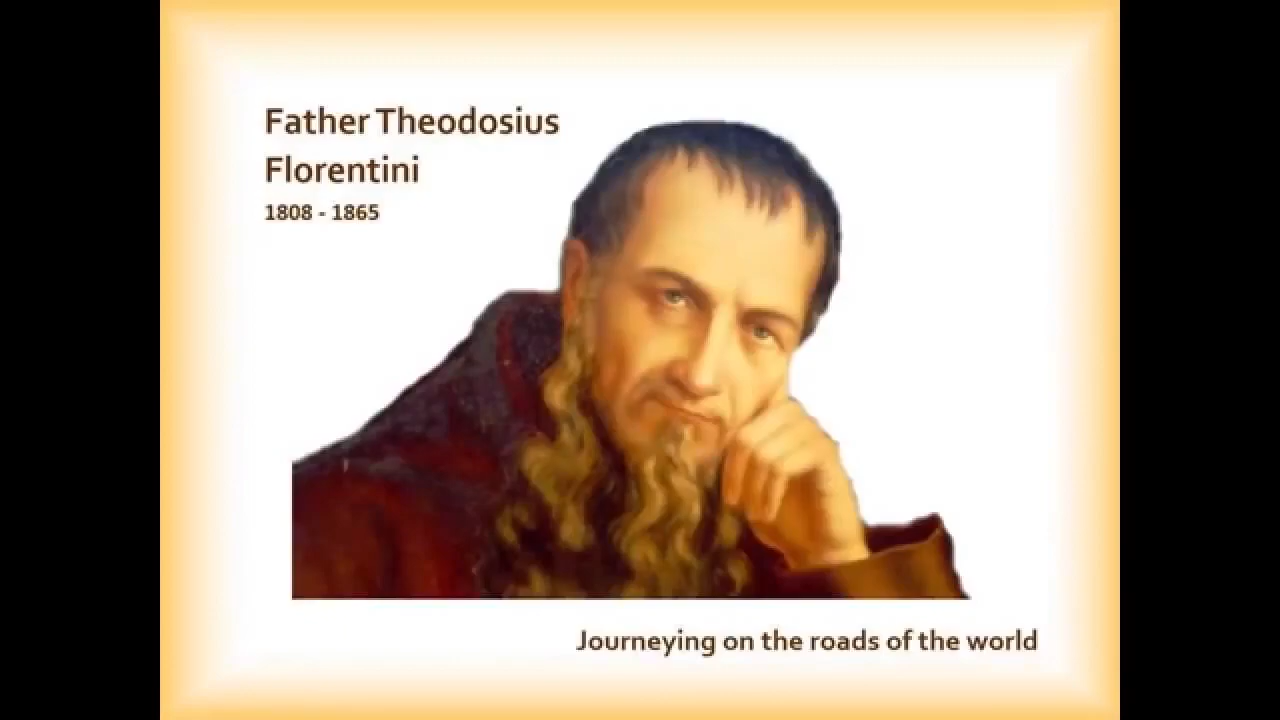 Father Theodosius
Florentini
1808 - 1865
Journeying on the roads of the world